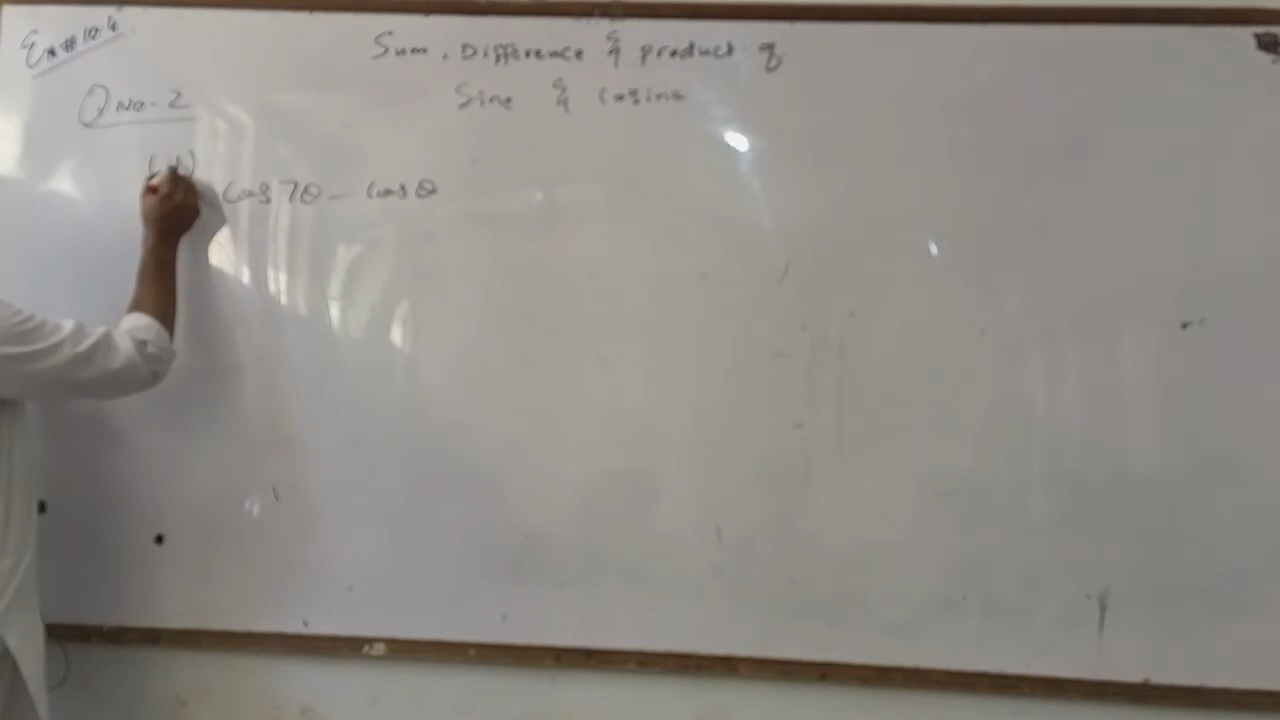 Ex # 10.4
Sum, Difference & product of
Sine & Cosine
Q No-2
Cos 7θ - Cos θ